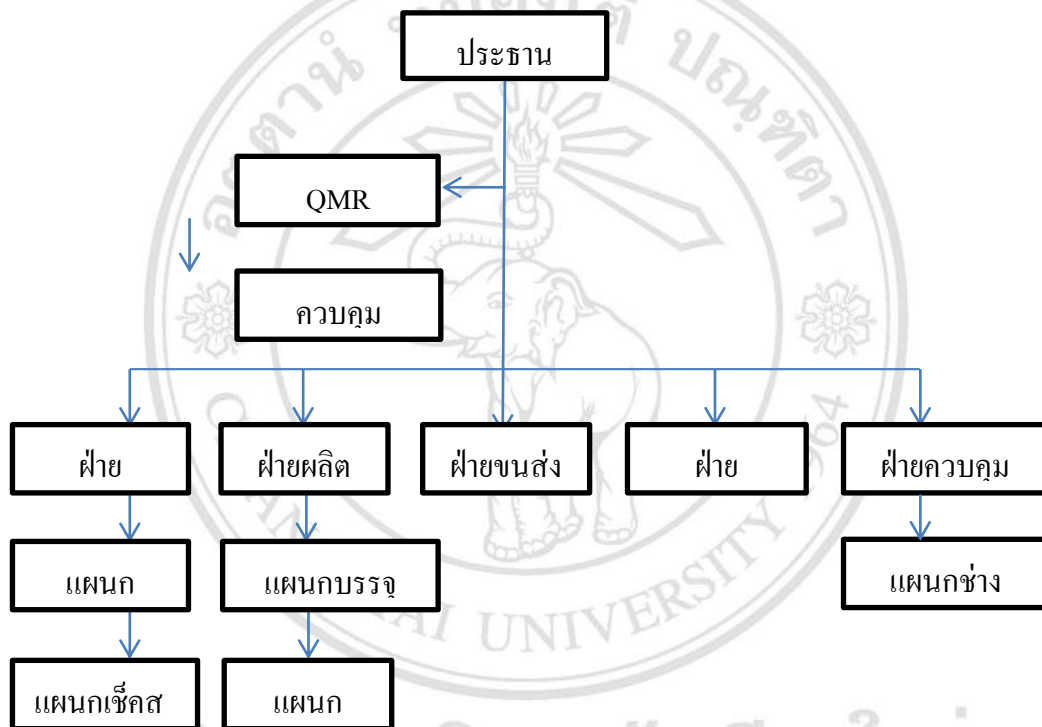 ประธาน
QMR
ควบคุม
ฝ่าย
ฝ่ายผลิต
ฝ่ายขนส่ง
ฝ่าย
ฝ่ายควบคุม
แผนก
แผนกบรรจุ
แผนกช่าง
แผนกเช็คส
แผนก
UNIVERSITY